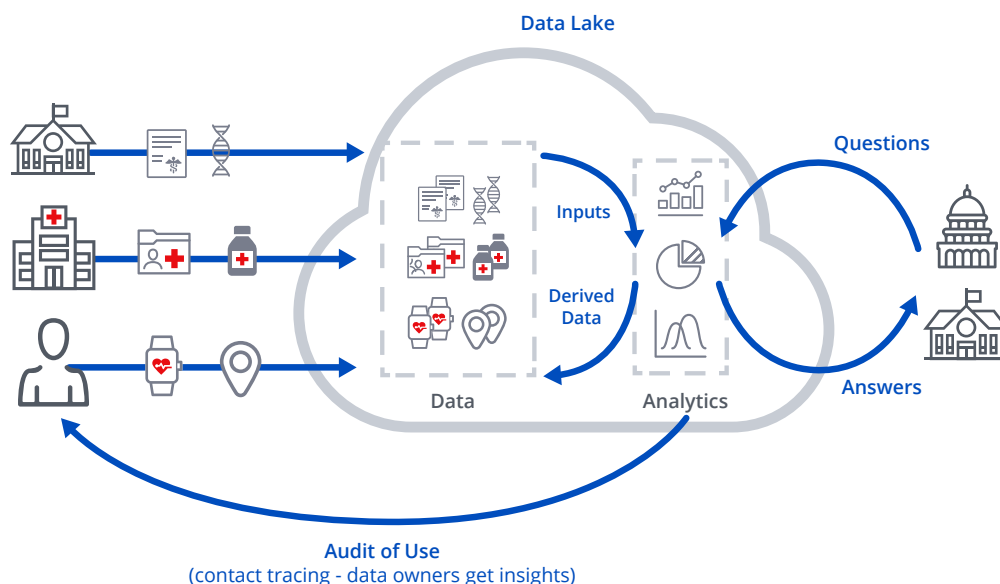 Data Lake
Questions
Inputs
Derived
Data
Answers
Data
Analytics
Audit of Use
(contact tracing - data owners get insights)